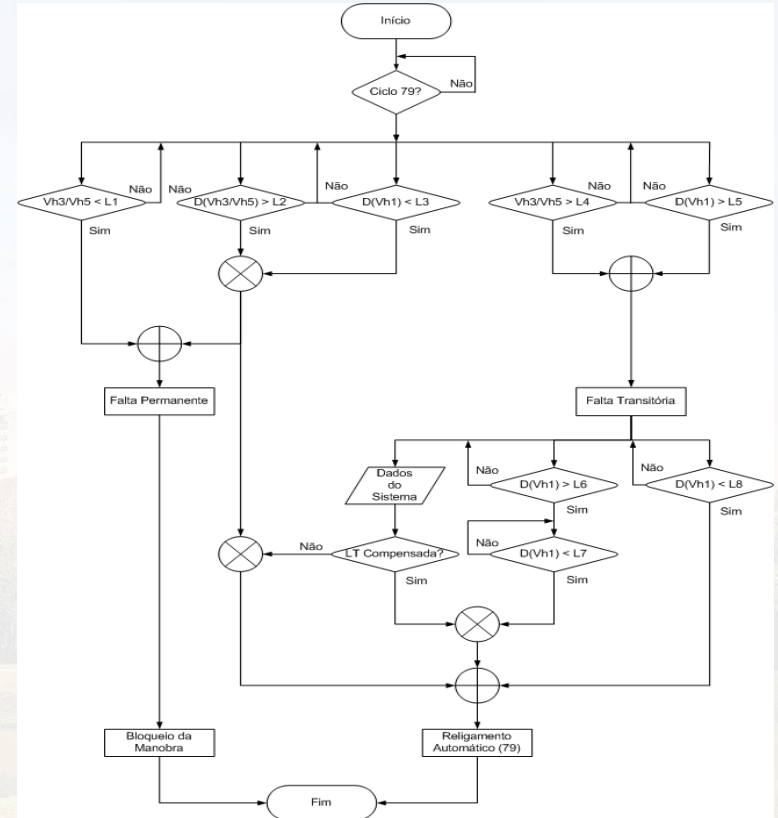 Início
Ciclo 79?
Não
Não
Não
Não
Não
Não
Vh3/Vh5 < L1
D(Vh3/Vh5) > L2
D(Vh1) < L3
Vh3/Vh5 > L4
D(Vh1) > L5
Sim
Sim
Sim
Sim
Sim
Falta Permanente
Falta Transitória
Dados
do
Sistema
Não
D(Vh1) > L6
Não
D(Vh1) < L8
Sim
Sim
Não
LT Compensada?
Não
D(Vh1) < L7
Sim
Sim
Bloqueio da
Manobra
Religamento
Automático (79)
Fim